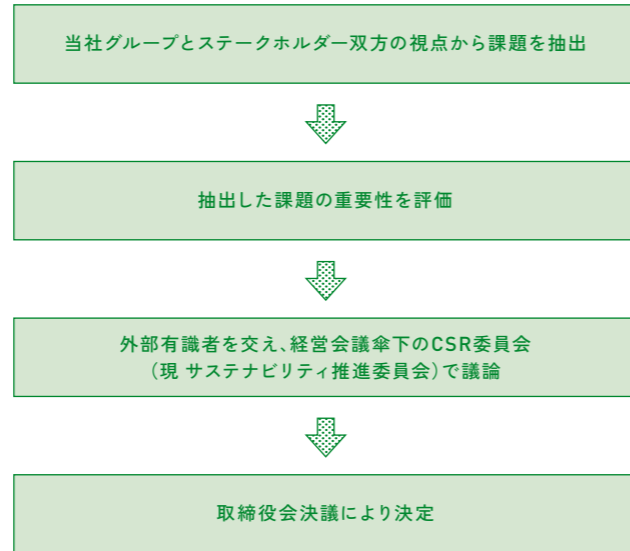 当社グループとステークホルダー双方の視点から課題を抽出
抽出した課題の重要性を評価
外部有識者を交え、経営会議傘下のCSR委員会
（現 サステナビリティ推進委員会）で議論
取締役会決議により決定